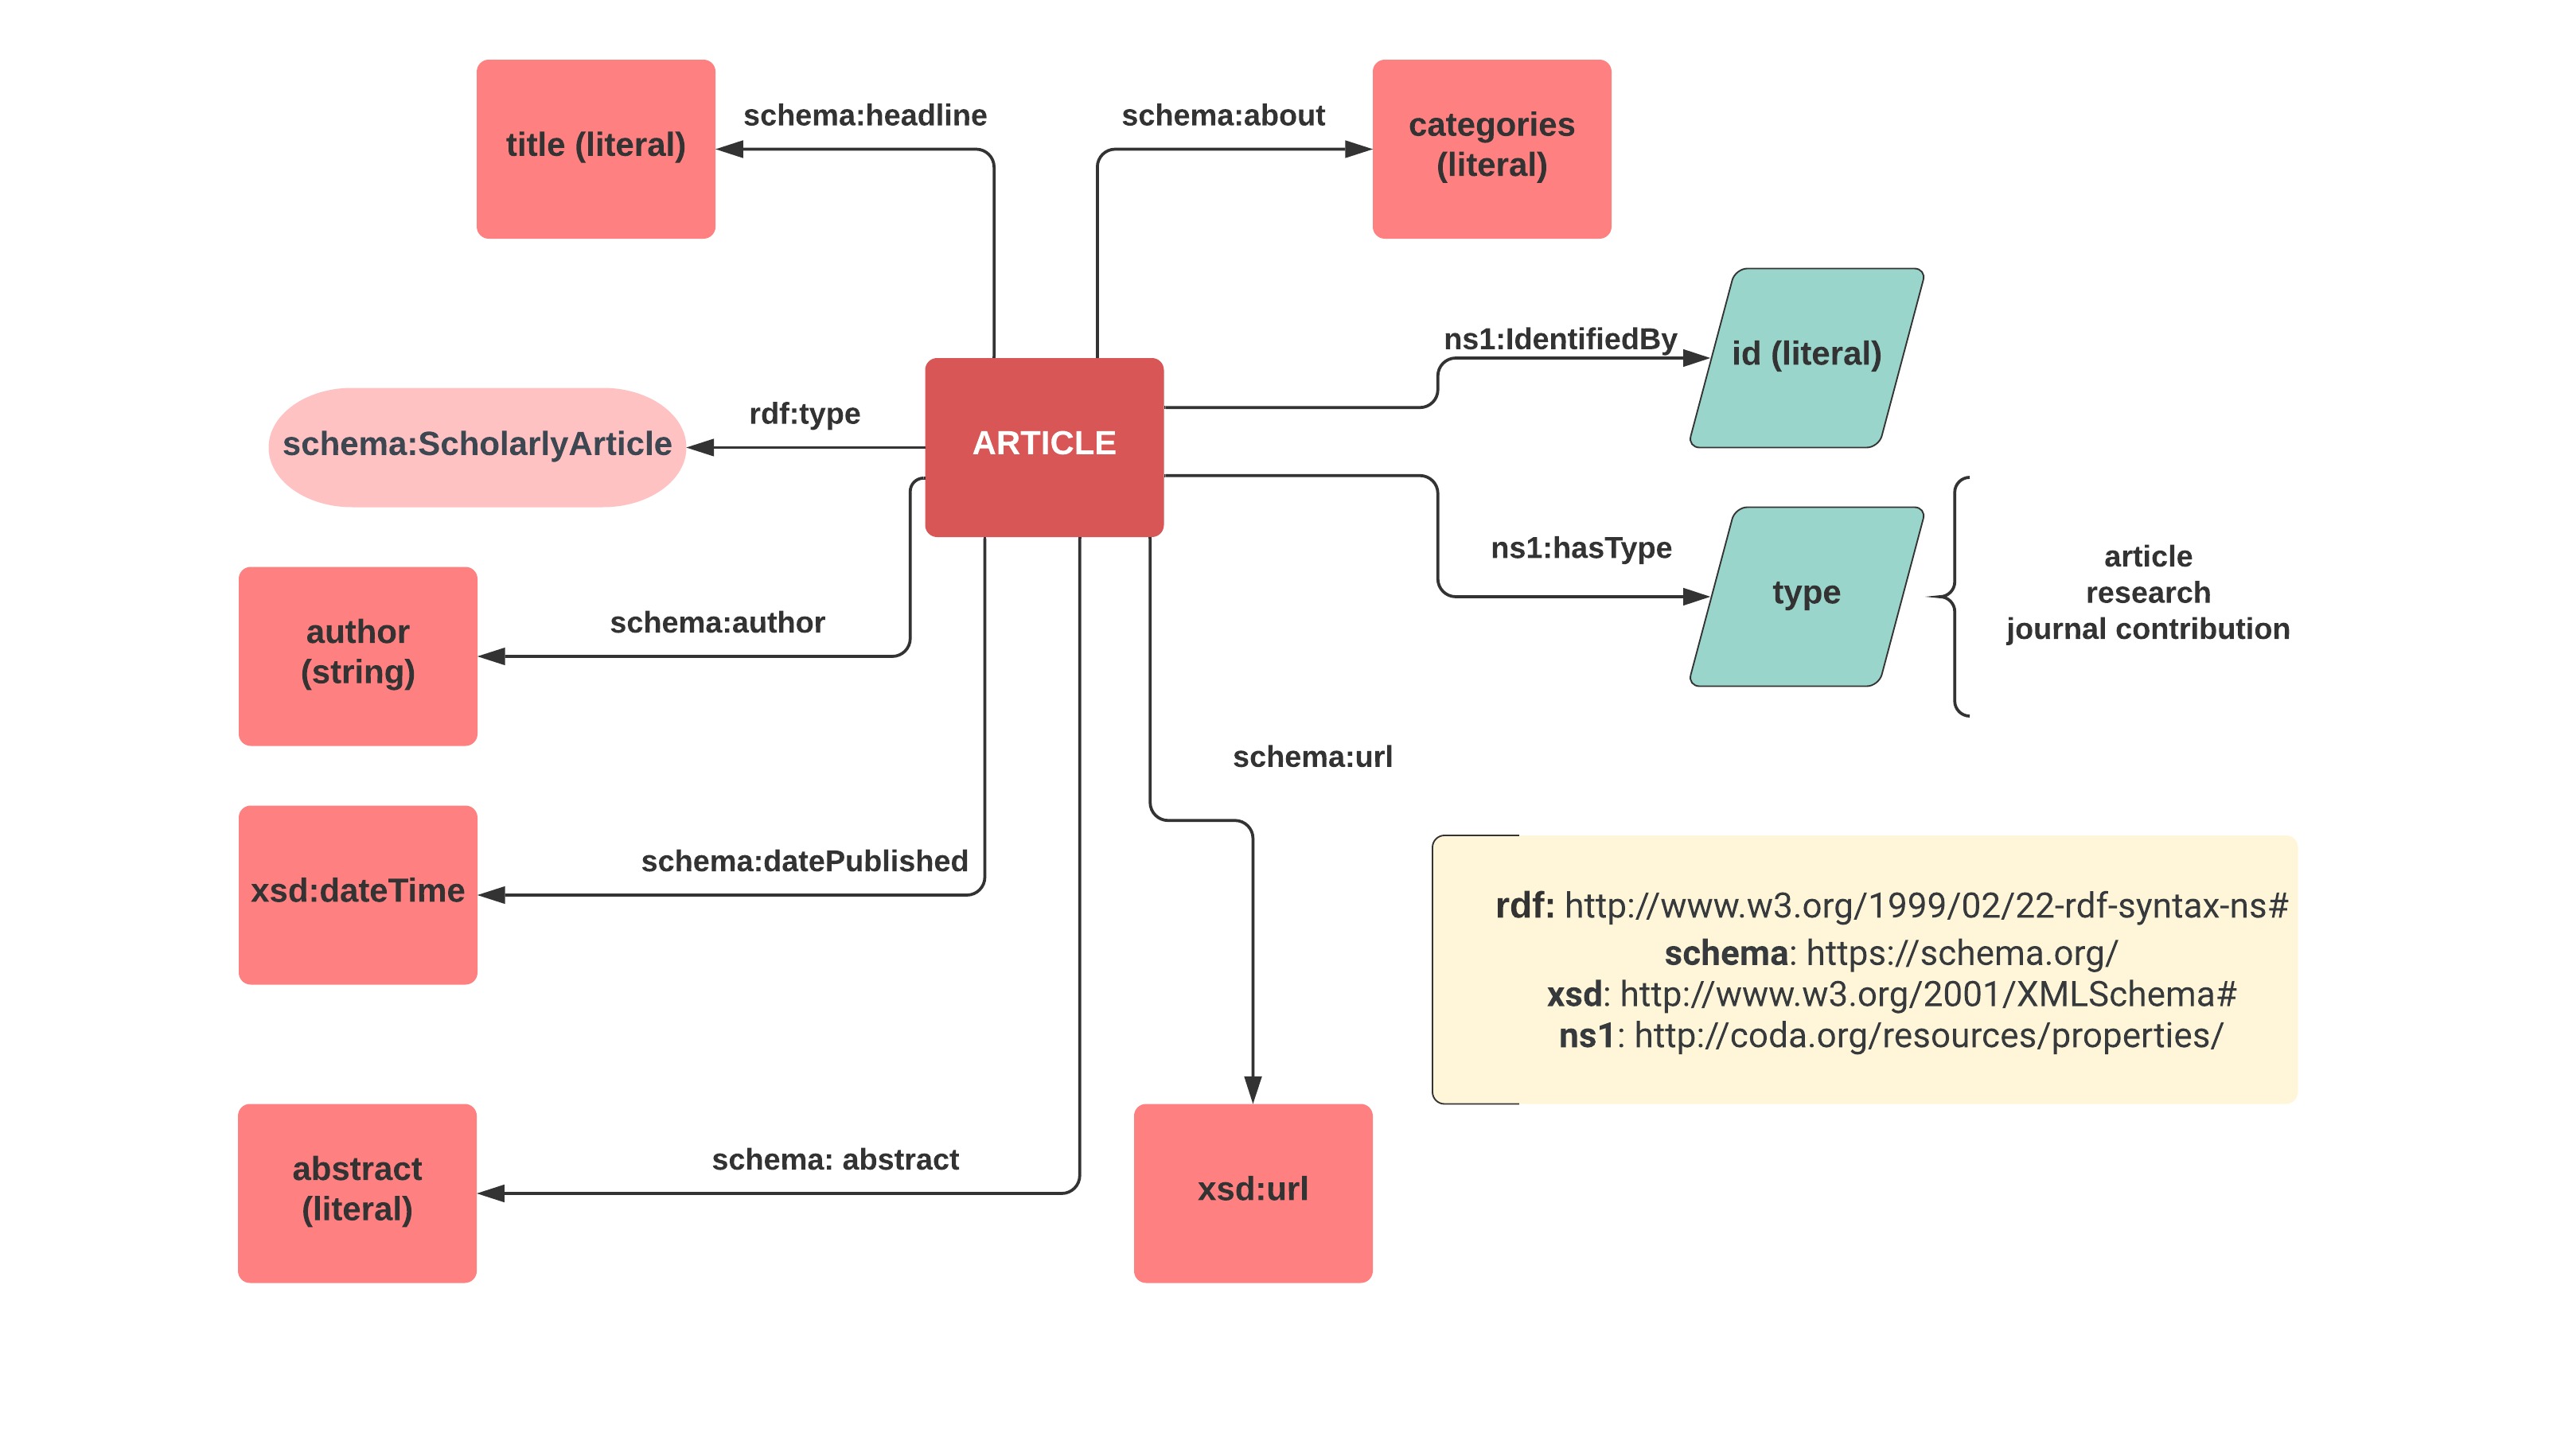 schema:headline
schema:about
title (literal)
categories
(literal)
ns1:IdentifiedBy
id (literal)
rdf:type
schema:ScholarlyArticle
ARTICLE
ns1:hasType
type
article
research
journal contribution
schema:author
author
(string)
schema:url
schema:datePublished
xsd:dateTime
rdf: http://www.w3.org/1999/02/22-rdf-syntax-ns#
schema: https://schema.org/
xsd: http://www.w3.org/2001/XMLSchema#
ns1: http://coda.org/resources/properties/
schema: abstract
abstract
(literal)
xsd:url